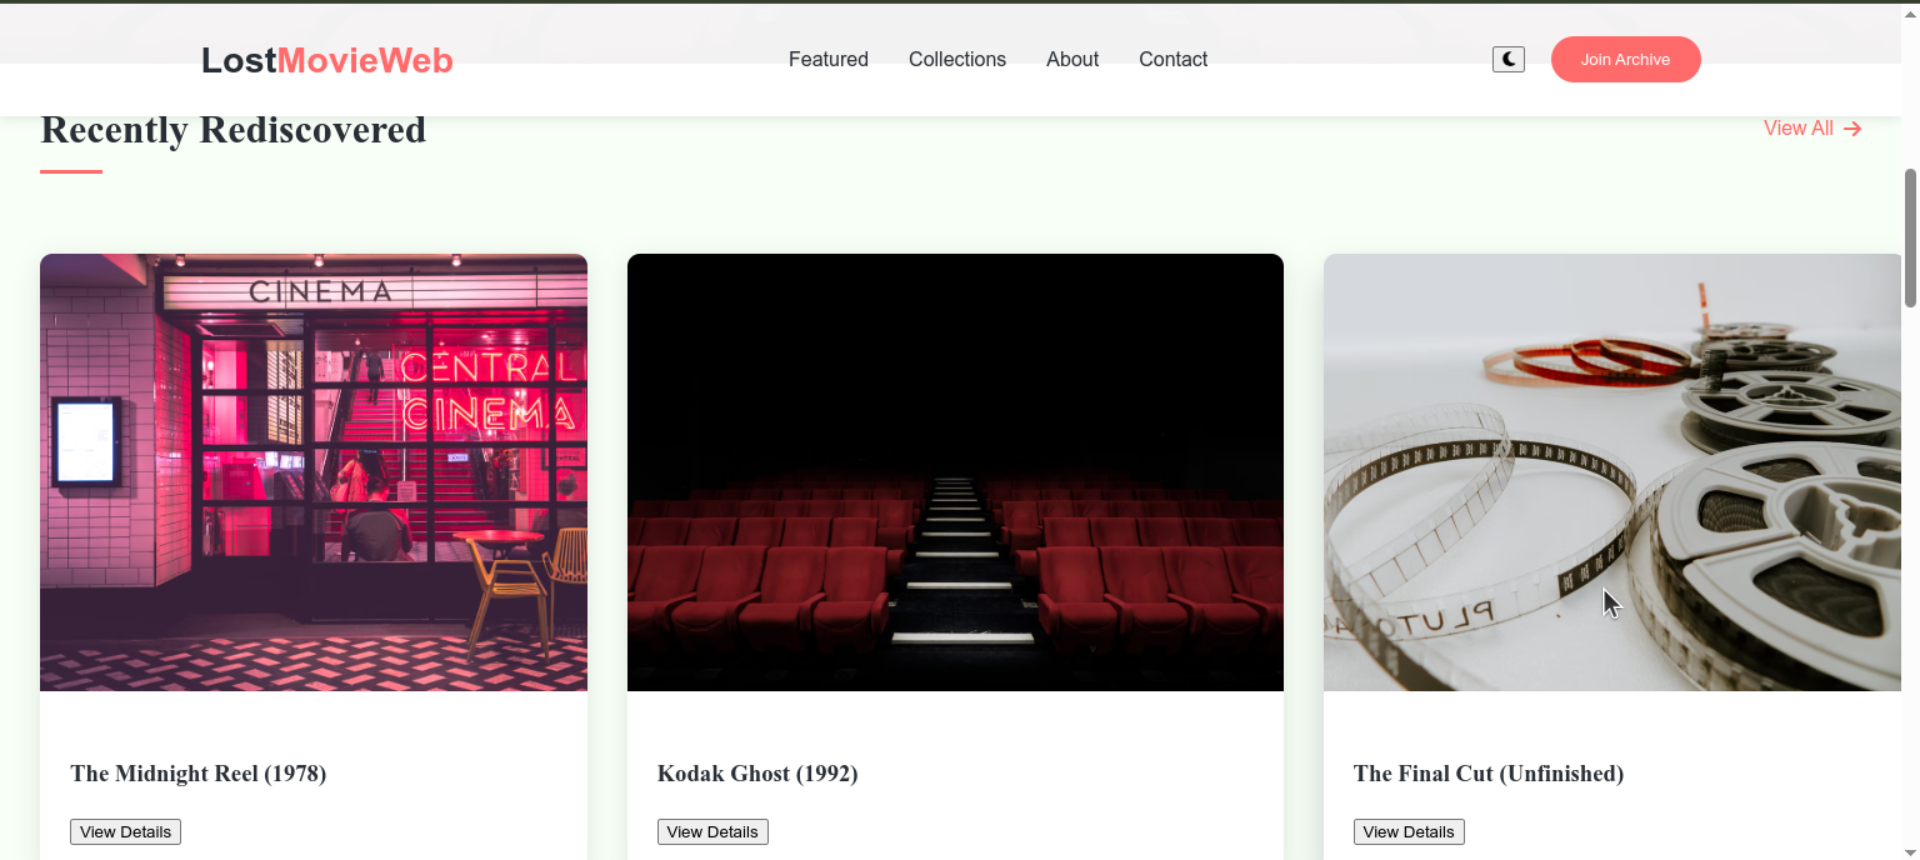 LostMovieWeb
Featured Collections About Contact
Join Archive
Recently Rediscovered
View All
CINEMA
CENTRAL
CINEMA
PLUTO
The Midnight Reel (1978)
Kodak Ghost (1992)
The Final Cut (Unfinished)
View Details
View Details
View Details